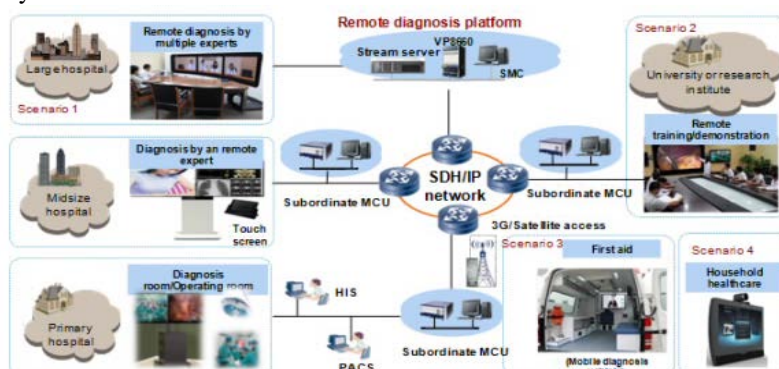 Remote diagnosis platform
VP8660
Stream server
SMC
Remote diagnosis by
multiple experts
Large hospital
Scenario 1
Scenario 2
University or research
institute
Remote
training/demonstration
Diagnosis by an remote
expert
Midsize
hospital
Touch
screen
Subordinate MCU
SDH/IP
network
Subordinate MCU
3G/Satellite access
Scenario 3
First aid
(Mobile diagnosis
Scenario 4
Household
healthcare
Diagnosis
room/Operating room
Primary
hospital
HIS
PACS
Subordinate MCU